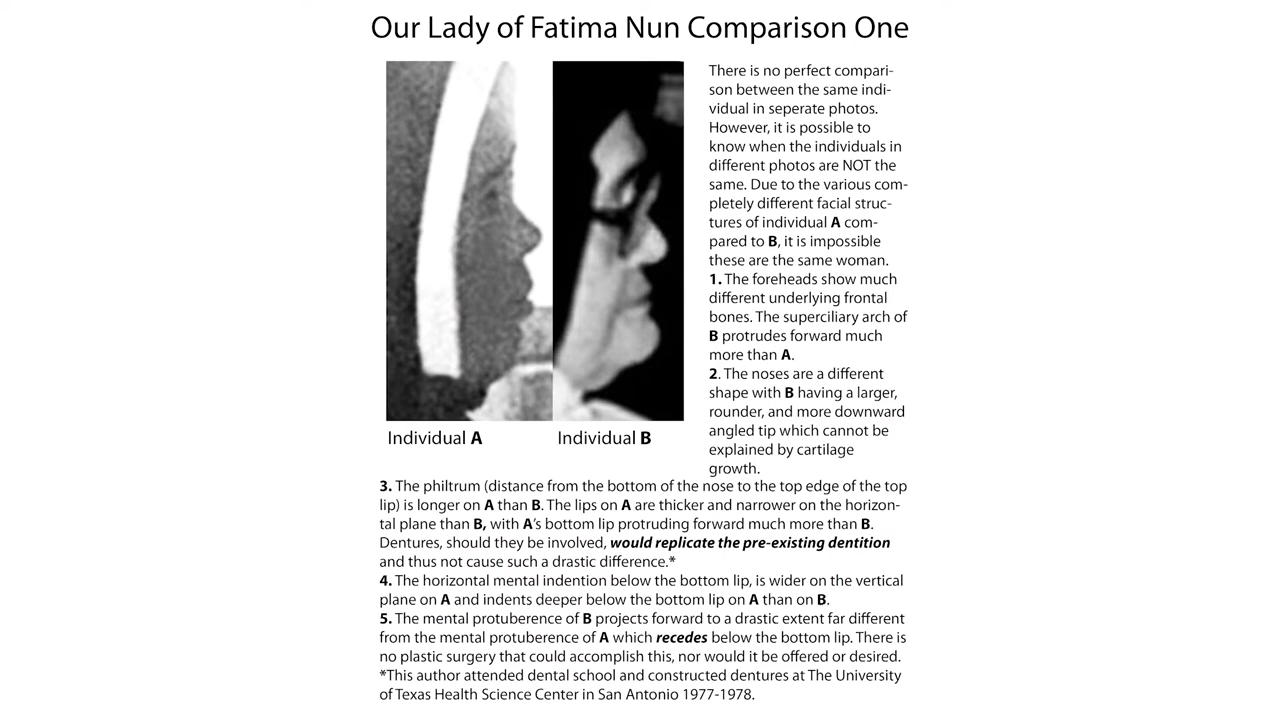 Our Lady of Fatima Nun Comparison One
There is no perfect compari-
son between the same indi-
vidual in seperate photos.
However, it is possible to
know when the individuals in
different photos are NOT the
same. Due to the various com-
pletely different facial struc-
tures of individual A com-
pared to B, it is impossible
these are the same woman.
1. The foreheads show much
different underlying frontal
bones. The superciliary arch of
B protrudes forward much
more than A.
2. The noses are a different
shape with B having a larger,
rounder, and more downward
angled tip which cannot be
explained by cartilage
growth.
Individual A
Individual B
3. The philtrum (distance from the bottom of the nose to the top edge of the top
lip) is longer on A than B. The lips on A are thicker and narrower on the horizon-
tal plane than B, with A's bottom lip protruding forward much more than B.
Dentures, should they be involved, would replicate the pre-existing dentition
and thus not cause such a drastic difference.*
4. The horizontal mental indention below the bottom lip, is wider on the vertical
plane on A and indents deeper below the bottom lip on A than on B.
5. The mental protuberence of B projects forward to a drastic extent far different
from the mental protuberence of A which recedes below the bottom lip. There is
no plastic surgery that could accomplish this, nor would it be offered or desired.
*This author attended dental school and constructed dentures at The University
of Texas Health Science Center in San Antonio 1977-1978.